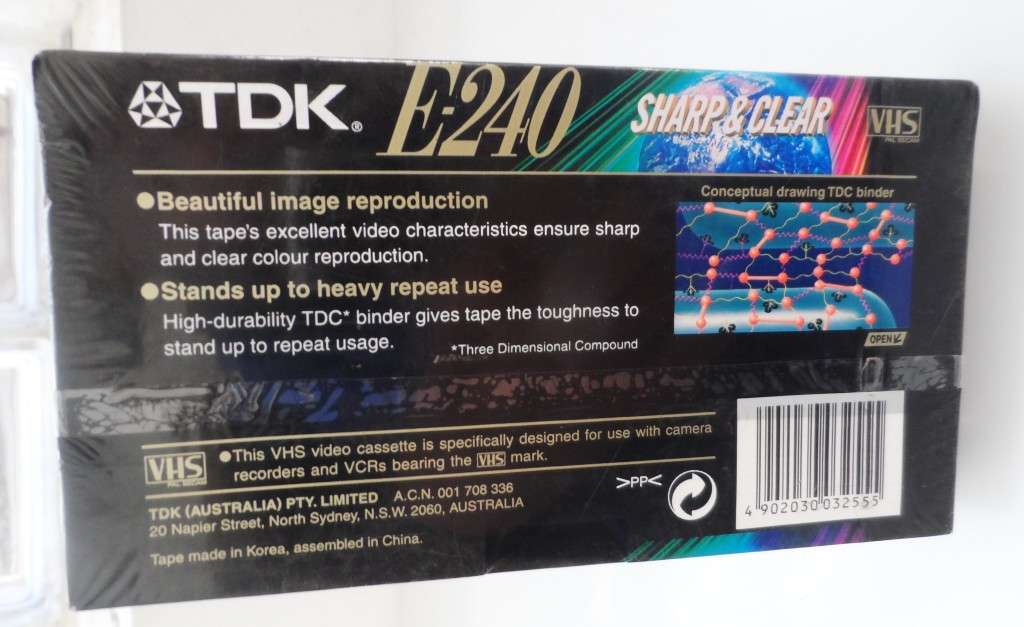 TDK®
E-240
SHARP & CLEAR
VHS
PAL SECAM
●Beautiful image reproduction
This tape's excellent video characteristics ensure sharp
and clear colour reproduction.
●Stands up to heavy repeat use
High-durability TDC* binder gives tape the toughness to
stand up to repeat usage.
*Three Dimensional Compound
Conceptual drawing TDC binder
OPEN
VHS
PAL SECAM
●This VHS video cassette is specifically designed for use with camera
recorders and VCRs bearing the VHS mark.
TDK (AUSTRALIA) PTY. LIMITED A.C.N. 001 708 336
20 Napier Street, North Sydney, N.S.W. 2060, AUSTRALIA
Tape made in Korea, assembled in China.
>PP<
4 902030 032555